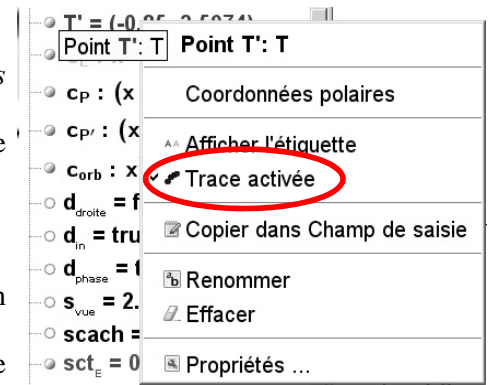 T' = (-0.85, 2.5074)
Point T': T
Point T': T
Coordonnées polaires
c_P : (x
c_P' : (x
Afficher l'étiquette
c_orb : x
Trace activée
d_droite = f
d_in = tru
Copier dans Champ de saisie
d_phase = t
Renommer
s_vue = 2.
Effacer
scach =
sct_E = 0
Propriétés ...